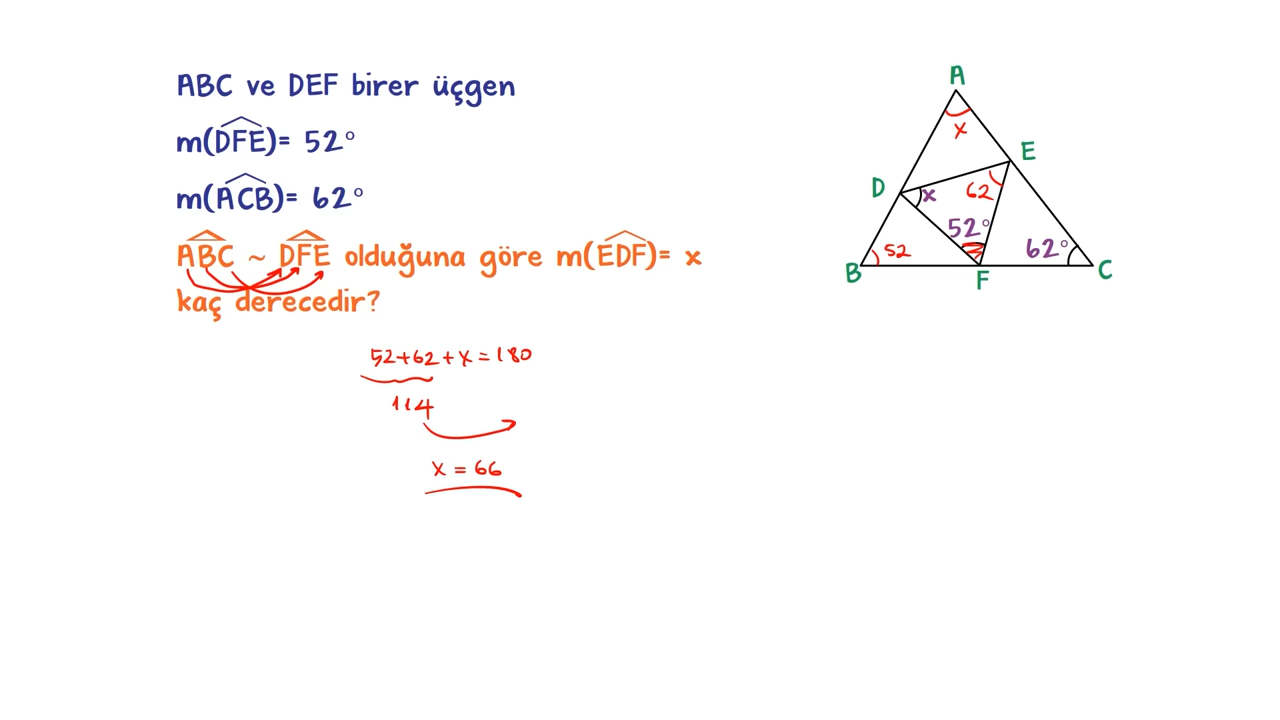 ABC ve DEF birer üçgen
m(DFE)= 52°
m(ACB)= 62°
ABC ~ DFE olduğuna göre m(EDF)= x
kaç derecedir?
52+62+x=180
114
x = 66
A
x
E
D
x
62
52°
B
52
F
62°
C